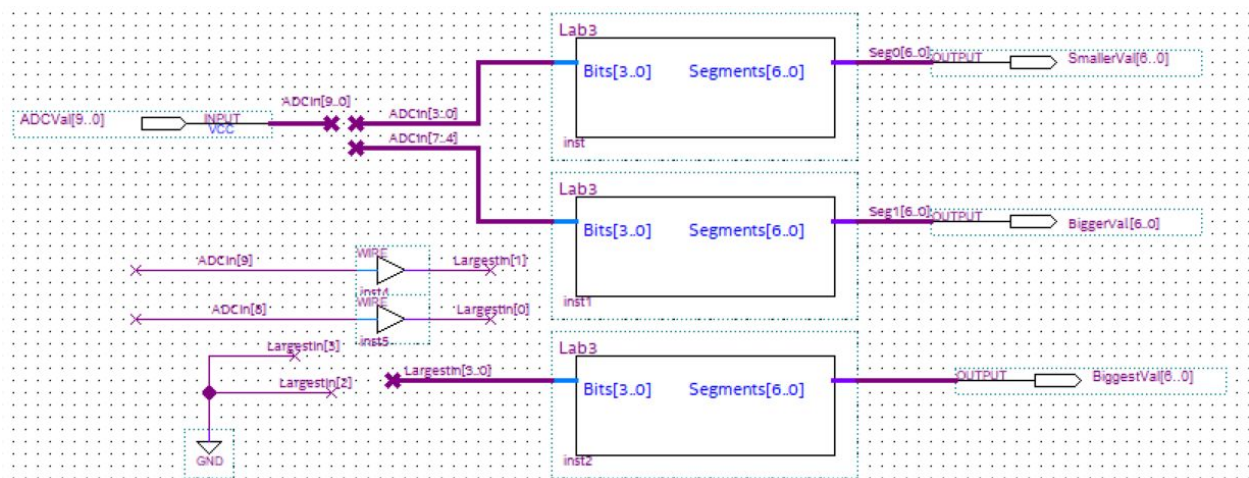 Lab3
Bits[3..0] Segments[6..0]
inst
Seg0[6..0]
OUTPUT
SmallerVal[6..0]
ADCVal[9..0]
INPUT
VCC
ADCin[9..0]
ADCin[3..0]
ADCin[7..4]
Lab3
Bits[3..0] Segments[6..0]
inst1
Seg1[6..0]
OUTPUT
BiggerVal[6..0]
ADCin[9]
WIRE
inst4
Largestin[1]
ADCin[8]
WIRE
inst5
Largestin[0]
Largestin[3]
Largestin[2]
GND
Largestin[3..0]
Lab3
Bits[3..0] Segments[6..0]
inst2
OUTPUT
BiggestVal[6..0]